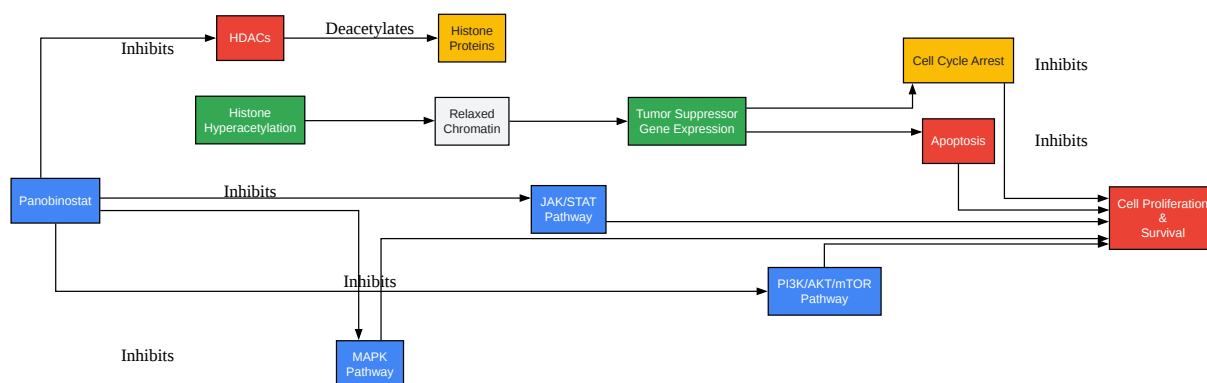 HDACs
Deacetylates
Histone
Proteins
Inhibits
Cell Cycle Arrest
Inhibits
Histone
Hyperacetylation
Relaxed
Chromatin
Tumor Suppressor
Gene Expression
Apoptosis
Inhibits
Panobinostat
Inhibits
JAK/STAT
Pathway
Cell Proliferation
&
Survival
Inhibits
PI3K/AKT/mTOR
Pathway
Inhibits
MAPK
Pathway